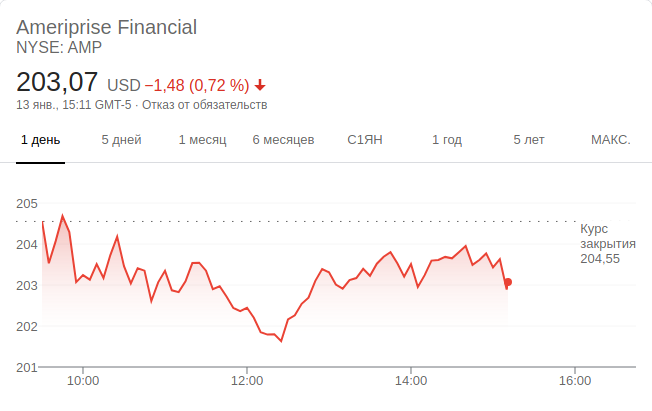 Ameriprise Financial
NYSE: AMP
203,07 USD −1,48 (0,72 %)
13 янв., 15:11 GMT-5 · Отказ от обязательств
1 день 5 дней 1 месяц 6 месяцев С1ЯН 1 год 5 лет МАКС.
205
Курс
204
закрытия
204,55
203
202
201
10:00 12:00 14:00 16:00